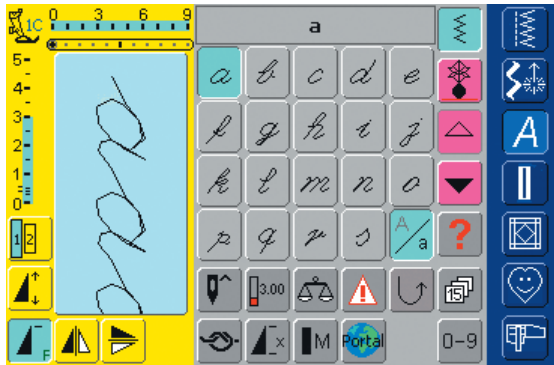 1C 0 3 6 9 a
5-
4-
3-
2-
1-
0-
a b c d e
f g h i j
k l m n o
p q r s A/a ?
A
1 2 3.00 15
F x M Portal 0-9